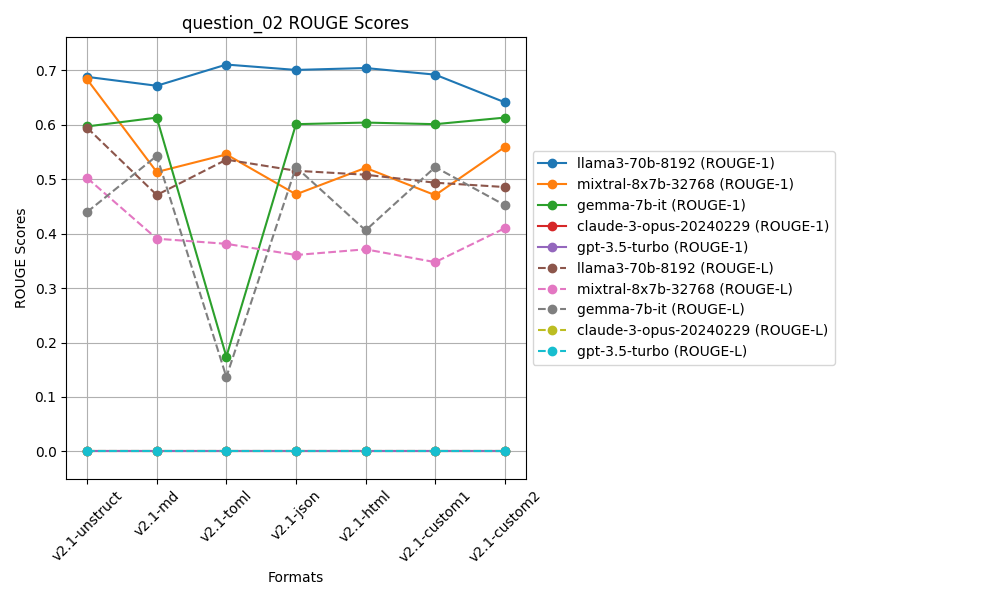 question_02 ROUGE Scores
ROUGE Scores
0.7
0.6
0.5
0.4
0.3
0.2
0.1
0.0
v2.1-unstruct
v2.1-md
v2.1-toml
v2.1-json
v2.1-html
v2.1-custom1
v2.1-custom2
Formats
llama3-70b-8192 (ROUGE-1)
mixtral-8x7b-32768 (ROUGE-1)
gemma-7b-it (ROUGE-1)
claude-3-opus-20240229 (ROUGE-1)
gpt-3.5-turbo (ROUGE-1)
llama3-70b-8192 (ROUGE-L)
mixtral-8x7b-32768 (ROUGE-L)
gemma-7b-it (ROUGE-L)
claude-3-opus-20240229 (ROUGE-L)
gpt-3.5-turbo (ROUGE-L)